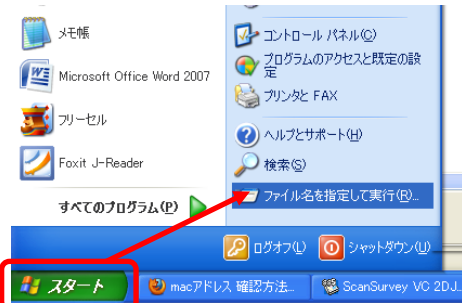 メモ帳
Microsoft Office Word 2007
フリーセル
Foxit J-Reader
すべてのプログラム(P)
コントロール パネル(C)
プログラムのアクセスと既定の設
定
プリンタと FAX
ヘルプとサポート(H)
検索(S)
ファイル名を指定して実行(R)...
ログオフ(L)
シャットダウン(U)
スタート
macアドレス 確認方法...
ScanSurvey VC 2DJ...